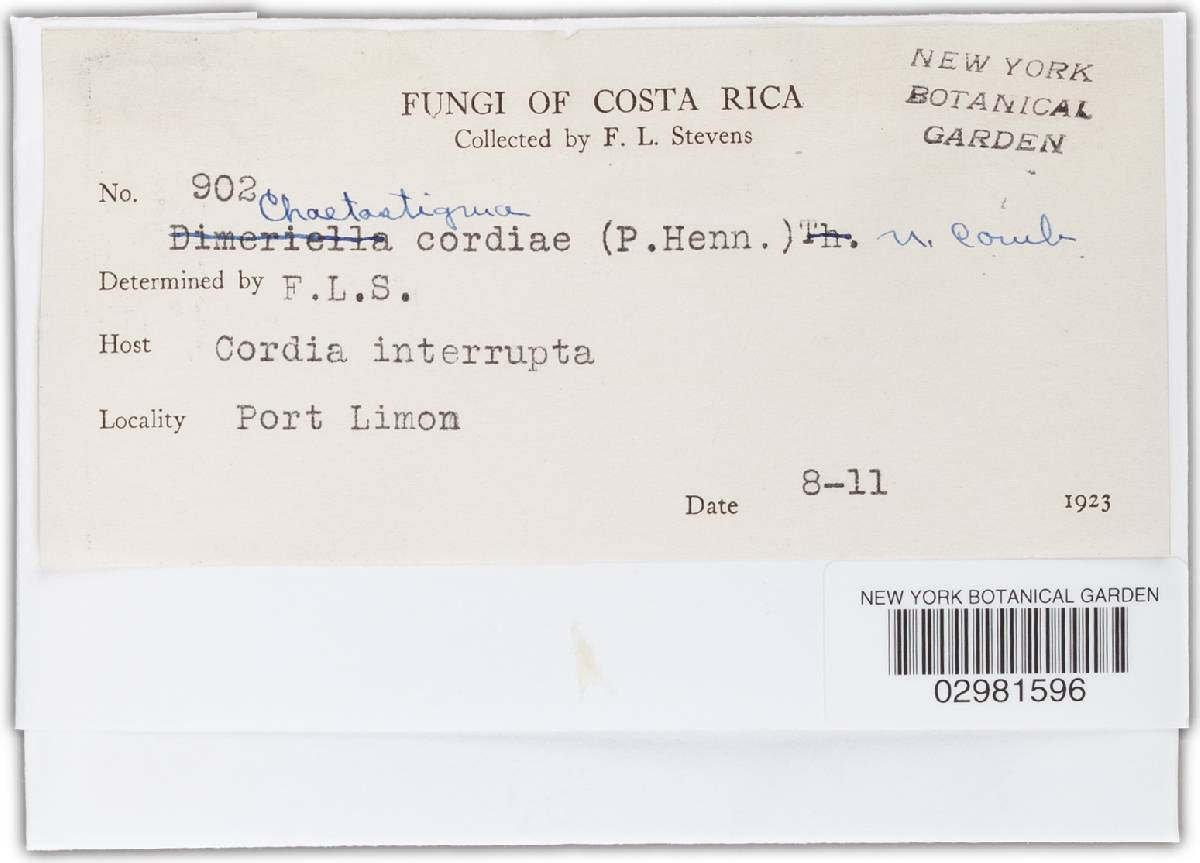 NEW YORK
BOTANICAL
GARDEN
FUNGI OF COSTA RICA
Collected by F. L. Stevens
No. 902
Chaetastigma
Dimeriella cordiae (P.Henn.) Th. n. comb
Determined by F.L.S.
Host Cordia interrupta
Locality Port Limon
Date 8-11 1923
NEW YORK BOTANICAL GARDEN
02981596